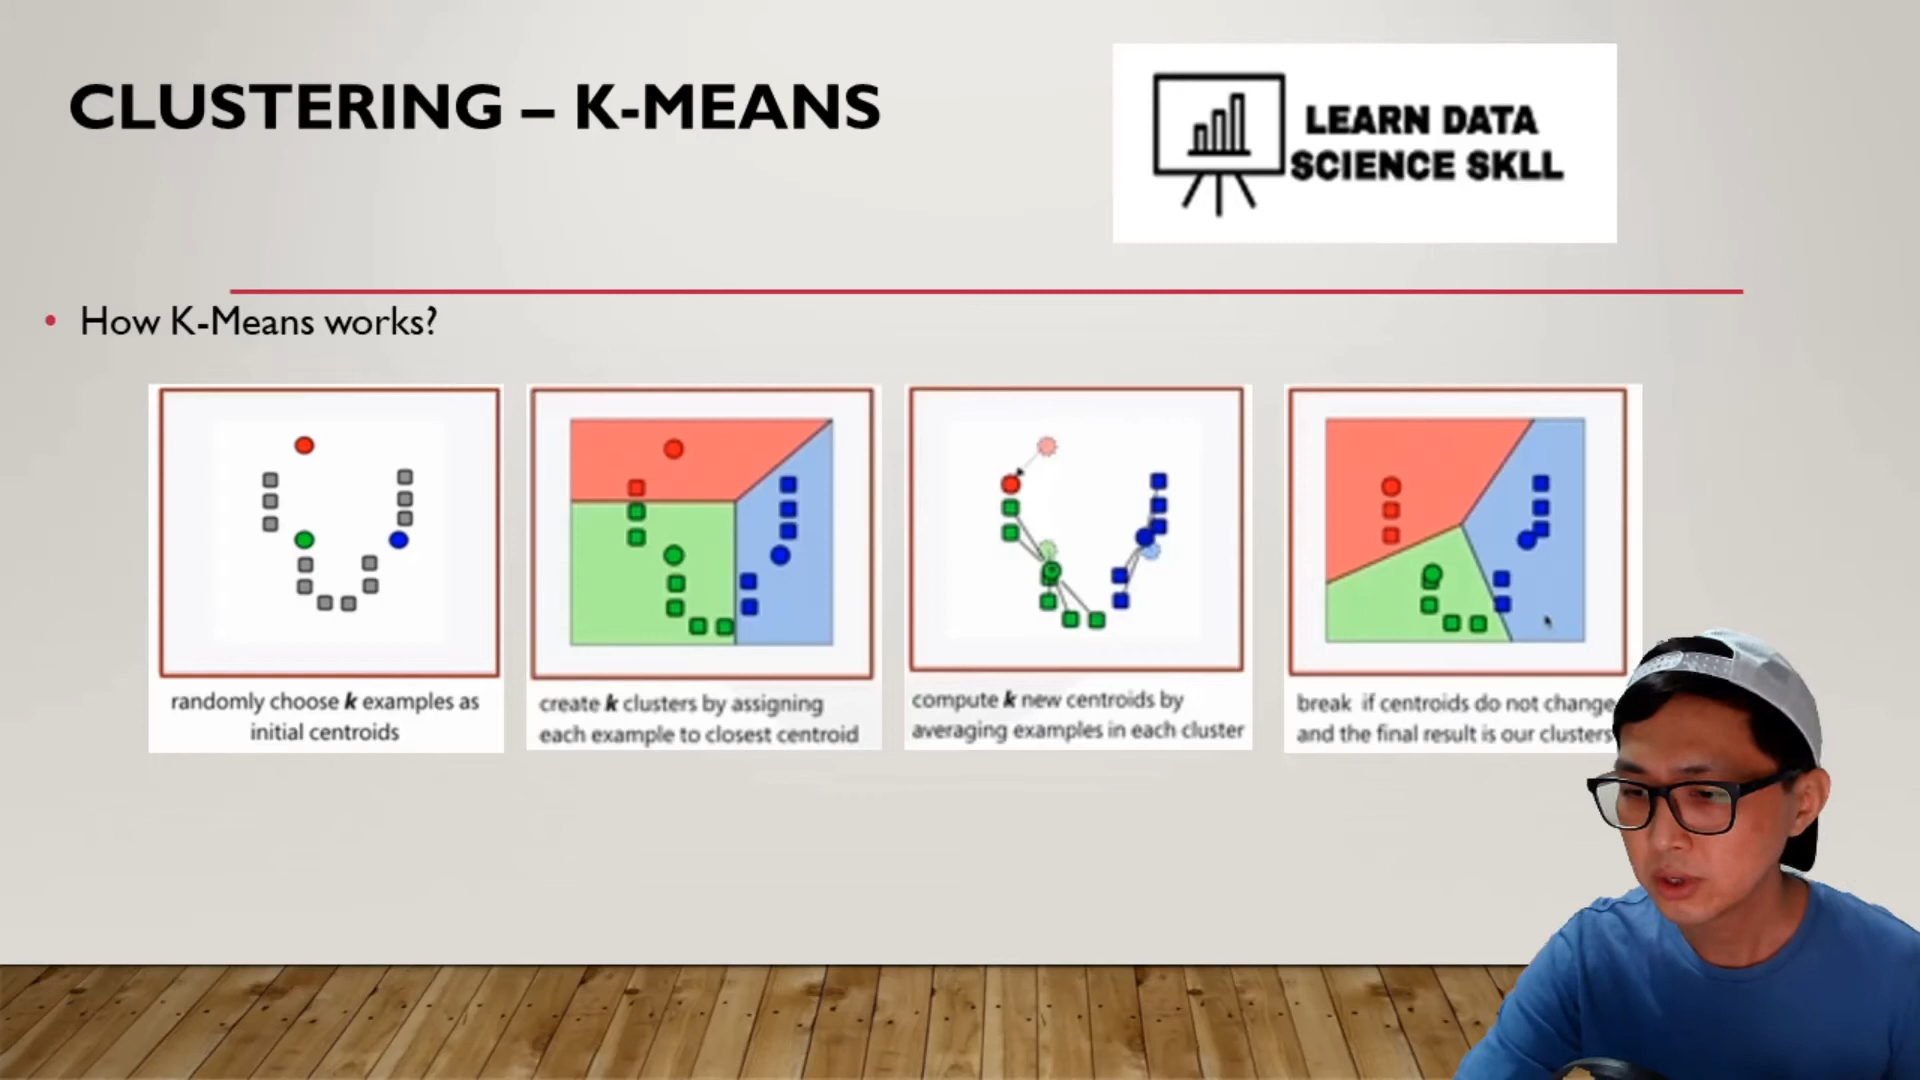 CLUSTERING – K-MEANS
LEARN DATA
SCIENCE SKLL
• How K-Means works?
randomly choose k examples as
initial centroids
create k clusters by assigning
each example to closest centroid
compute k new centroids by
averaging examples in each cluster
break if centroids do not change
and the final result is our clusters